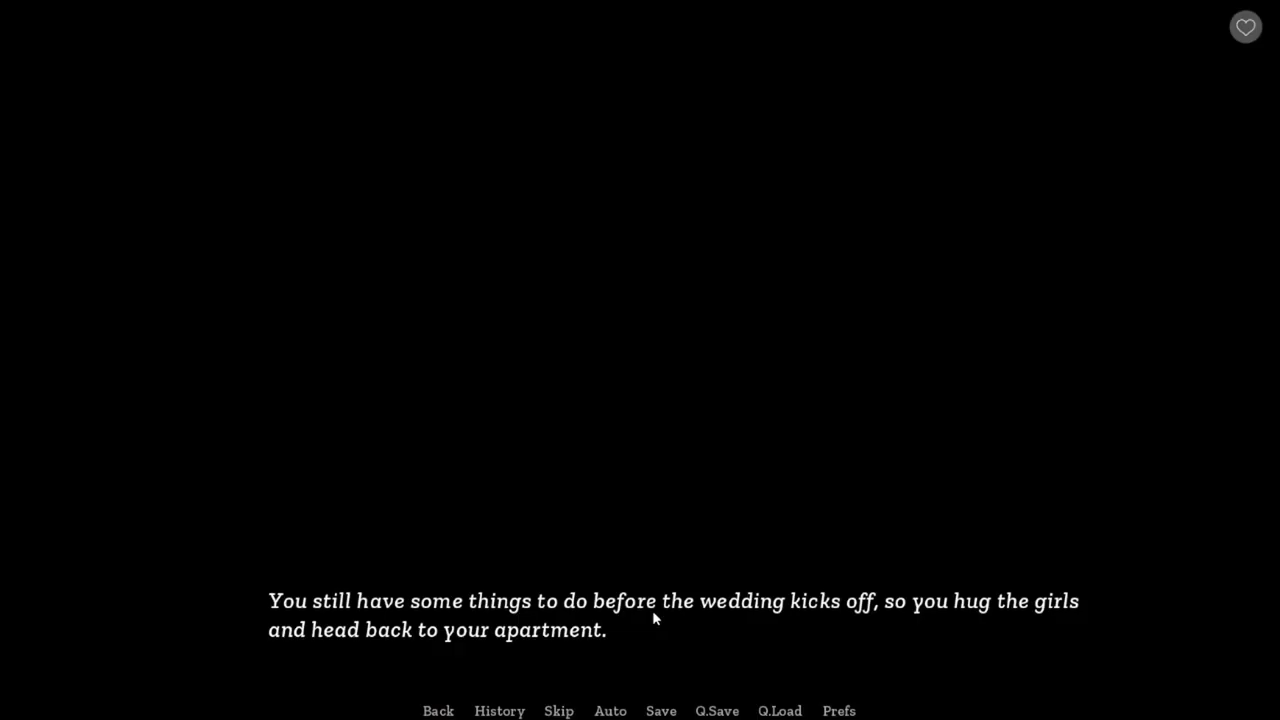 You still have some things to do before the wedding kicks off, so you hug the girls
and head back to your apartment.
Back History Skip Auto Save Q.Save Q.Load Prefs